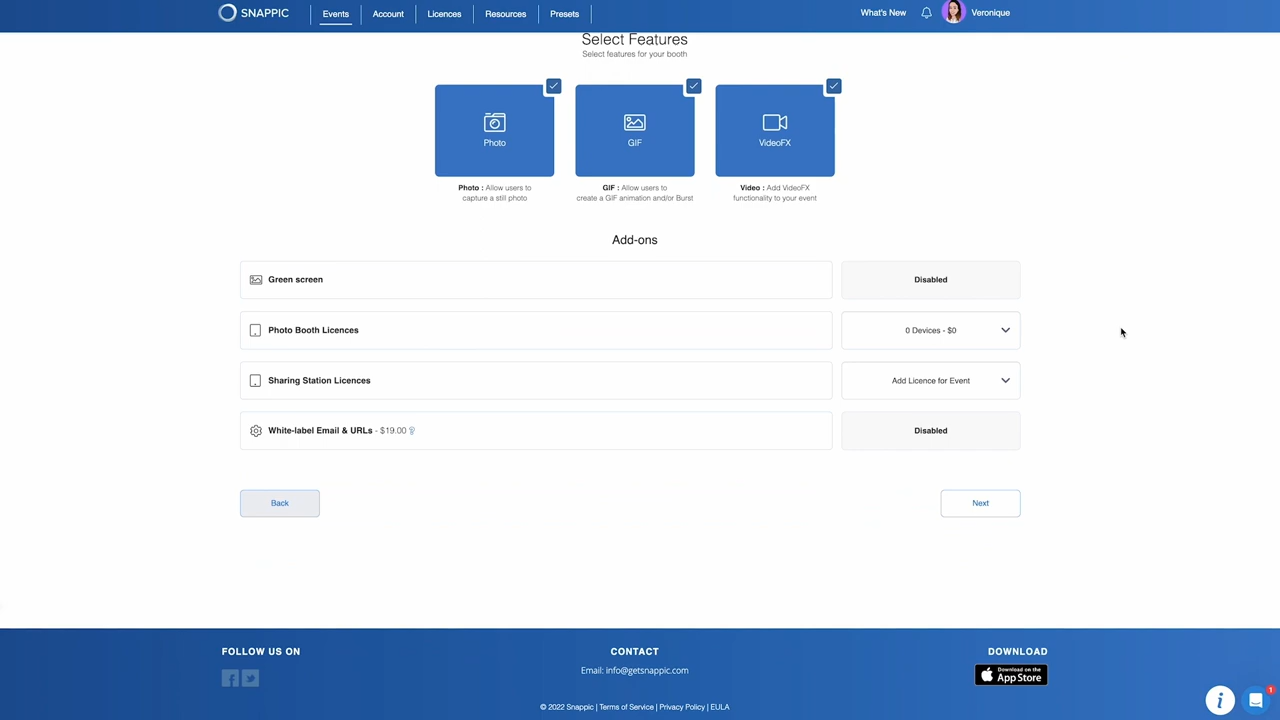 SNAPPIC
Events
Account
Licences
Resources
Presets
What's New
Veronique
Select Features
Select features for your booth
Photo
GIF
VideoFX
Photo : Allow users to
capture a still photo
GIF : Allow users to
create a GIF animation and/or Burst
Video : Add VideoFX
functionality to your event
Add-ons
Green screen
Disabled
Photo Booth Licences
0 Devices - $0
Sharing Station Licences
Add Licence for Event
White-label Email & URLs - $19.00
Disabled
Back
Next
FOLLOW US ON
CONTACT
DOWNLOAD
Email: info@getsnappic.com
Download on the
App Store
© 2022 Snappic | Terms of Service | Privacy Policy | EULA
1